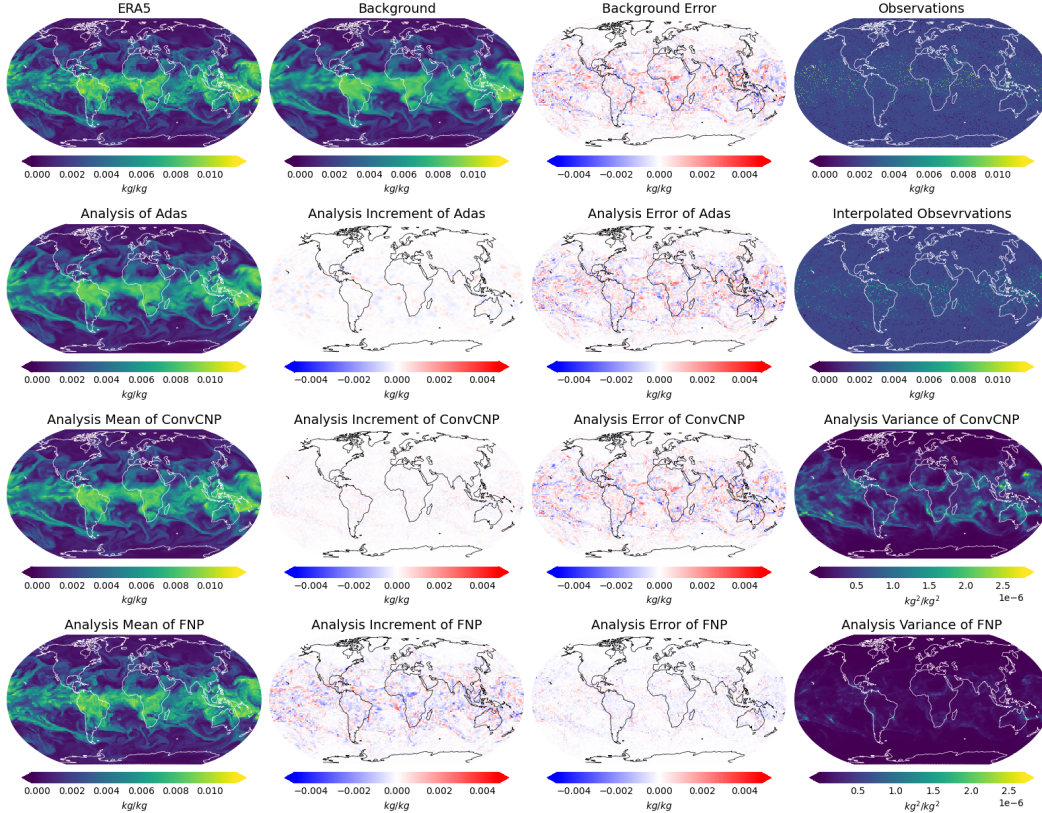 ERA5 Background Background Error Observations
0.000 0.002 0.004 0.006 0.008 0.010 0.000 0.002 0.004 0.006 0.008 0.010 −0.004 −0.002 0.000 0.002 0.004 0.000 0.002 0.004 0.006 0.008 0.010
kg/kg kg/kg kg/kg kg/kg
Analysis of Adas Analysis Increment of Adas Analysis Error of Adas Interpolated Obsevrvations
0.000 0.002 0.004 0.006 0.008 0.010 −0.004 −0.002 0.000 0.002 0.004 −0.004 −0.002 0.000 0.002 0.004 0.000 0.002 0.004 0.006 0.008 0.010
kg/kg kg/kg kg/kg kg/kg
Analysis Mean of ConvCNP Analysis Increment of ConvCNP Analysis Error of ConvCNP Analysis Variance of ConvCNP
0.000 0.002 0.004 0.006 0.008 0.010 −0.004 −0.002 0.000 0.002 0.004 −0.004 −0.002 0.000 0.002 0.004 0.5 1.0 1.5 2.0 2.5
kg/kg kg/kg kg/kg kg²/kg² 1e-6
Analysis Mean of FNP Analysis Increment of FNP Analysis Error of FNP Analysis Variance of FNP
0.000 0.002 0.004 0.006 0.008 0.010 −0.004 −0.002 0.000 0.002 0.004 −0.004 −0.002 0.000 0.002 0.004 0.5 1.0 1.5 2.0 2.5
kg/kg kg/kg kg/kg kg²/kg² 1e-6